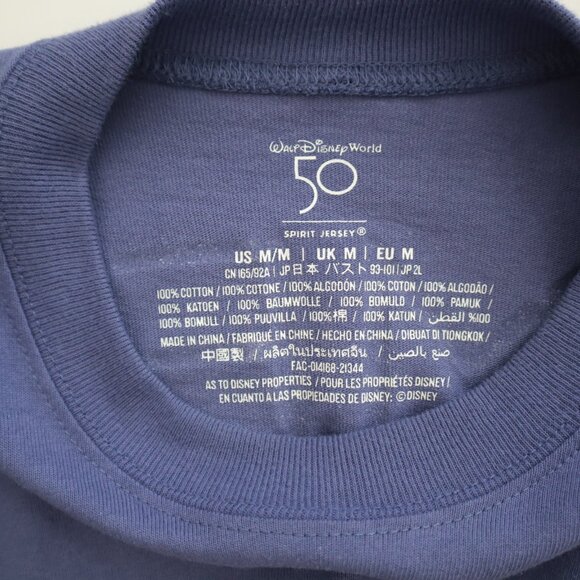 WALT DISNEY World
50
SPIRIT JERSEY®
US M/M | UK M | EU M
CN 165/92A | JP 日本 バスト 93-101 | JP 2L
100% COTTON / 100% COTONE / 100% ALGODÓN / 100% COTON / 100% ALGODÃO /
100% KATOEN / 100% BAUMWOLLE / 100% BOMULD / 100% PAMUK /
100% BOMULL / 100% PUUVILLA / 100% 棉 / 100% KATUN / القطن %100
MADE IN CHINA / FABRIQUÉ EN CHINE / HECHO EN CHINA / DIBUAT DI TIONGKOK /
中國製 / ผลิตในประเทศจีน / صنع بالصين
FAC-014168-21344
AS TO DISNEY PROPERTIES / POUR LES PROPRIÉTÉS DISNEY /
EN CUANTO A LAS PROPIEDADES DE DISNEY: ©DISNEY